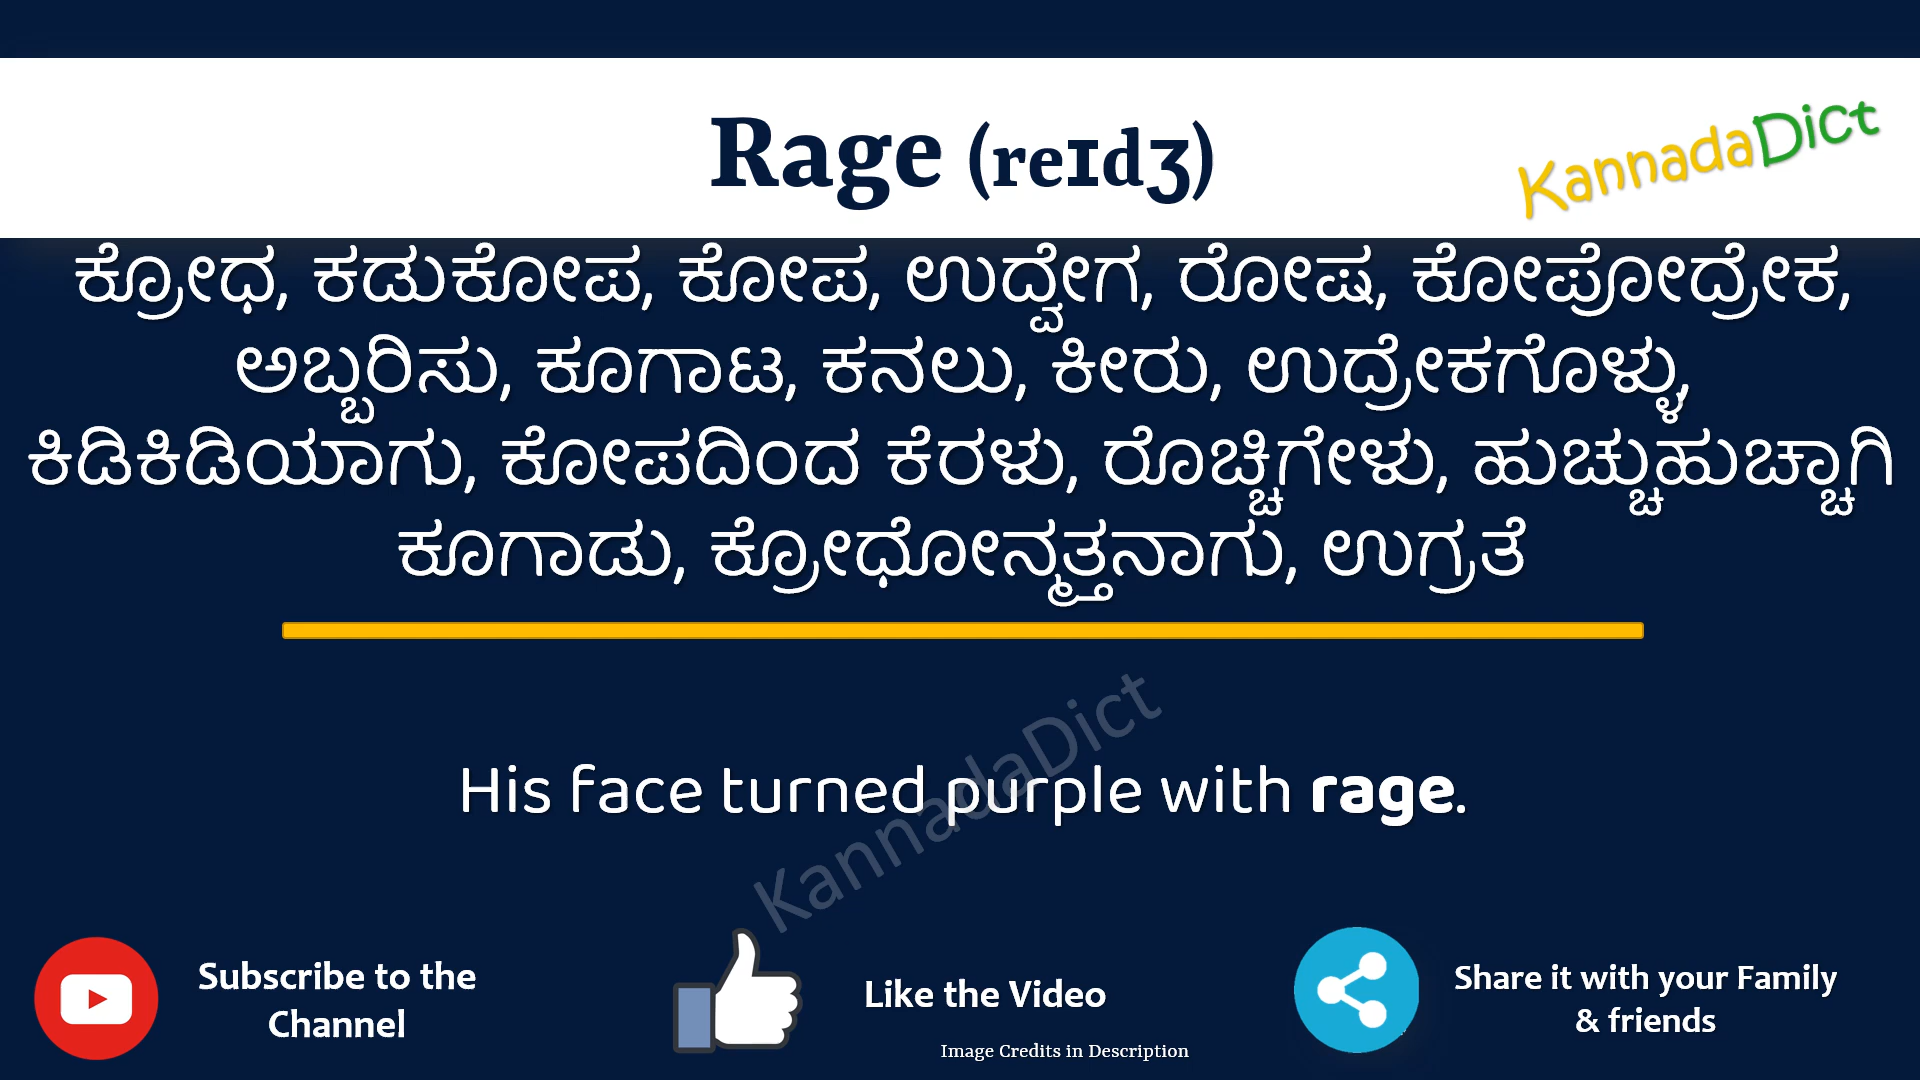 Rage (reɪdʒ)
KannadaDict
ಕ್ರೋಧ, ಕಡುಕೋಪ, ಕೋಪ, ಉದ್ವೇಗ, ರೋಷ, ಕೋಪೋದ್ರೇಕ,
ಅಬ್ಬರಿಸು, ಕೂಗಾಟ, ಕನಲು, ಕೀರು, ಉದ್ರೇಕಗೊಳ್ಳು,
ಕಿಡಿಕಿಡಿಯಾಗು, ಕೋಪದಿಂದ ಕೆರಳು, ರೊಚ್ಚಿಗೇಳು, ಹುಚ್ಚುಹುಚ್ಚಾಗಿ
ಕೂಗಾಡು, ಕ್ರೋಧೋನ್ಮತ್ತನಾಗು, ಉಗ್ರತೆ
KannadaDict
His face turned purple with rage.
Subscribe to the
Channel
Like the Video
Share it with your Family
& friends
Image Credits in Description